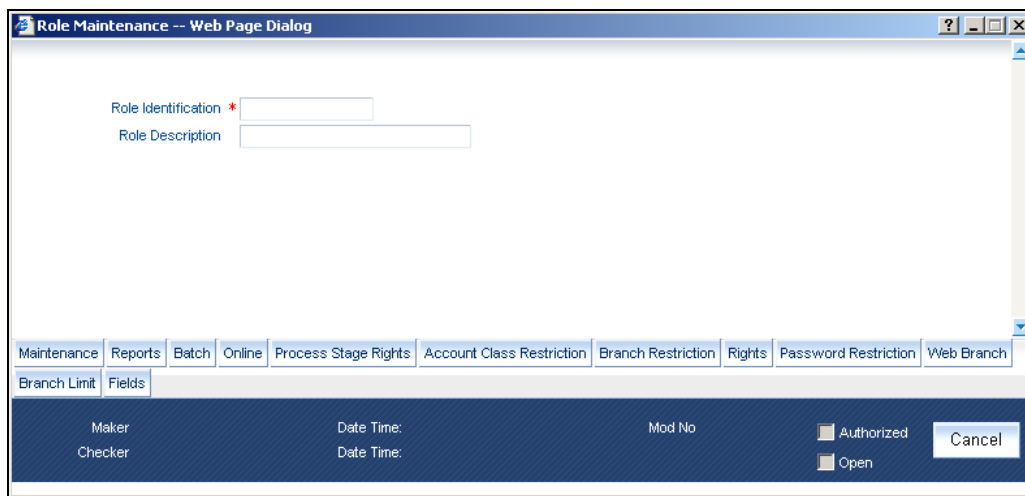 Role Maintenance -- Web Page Dialog
Role Identification *
Role Description
Maintenance Reports Batch Online Process Stage Rights Account Class Restriction Branch Restriction Rights Password Restriction Web Branch
Branch Limit Fields
Maker Date Time: Mod No Authorized Cancel
Checker Date Time: Open